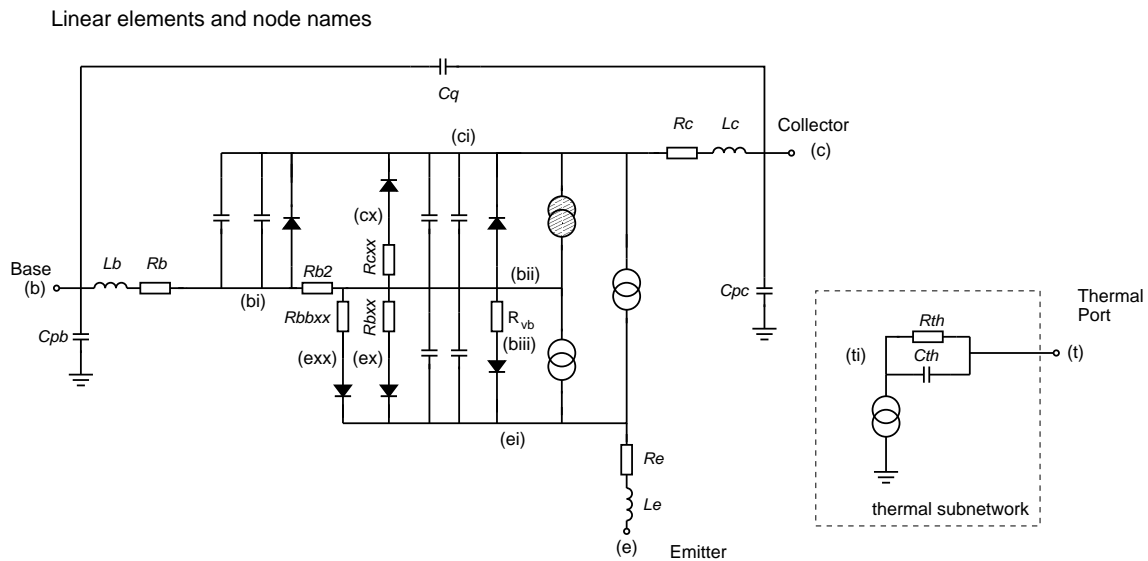 Linear elements and node names
Cq
(ci)
Rc
Lc
Collector
(c)
(cx)
Rcxx
Base
(b)
Lb
Rb
(bi)
Rb2
(bii)
Cpc
Thermal
Port
Cpb
Rbbxx
Rbxx
Rvb
(biii)
(exx)
(ex)
(ti)
Rth
Cth
(t)
(ei)
Re
Le
thermal subnetwork
(e)
Emitter